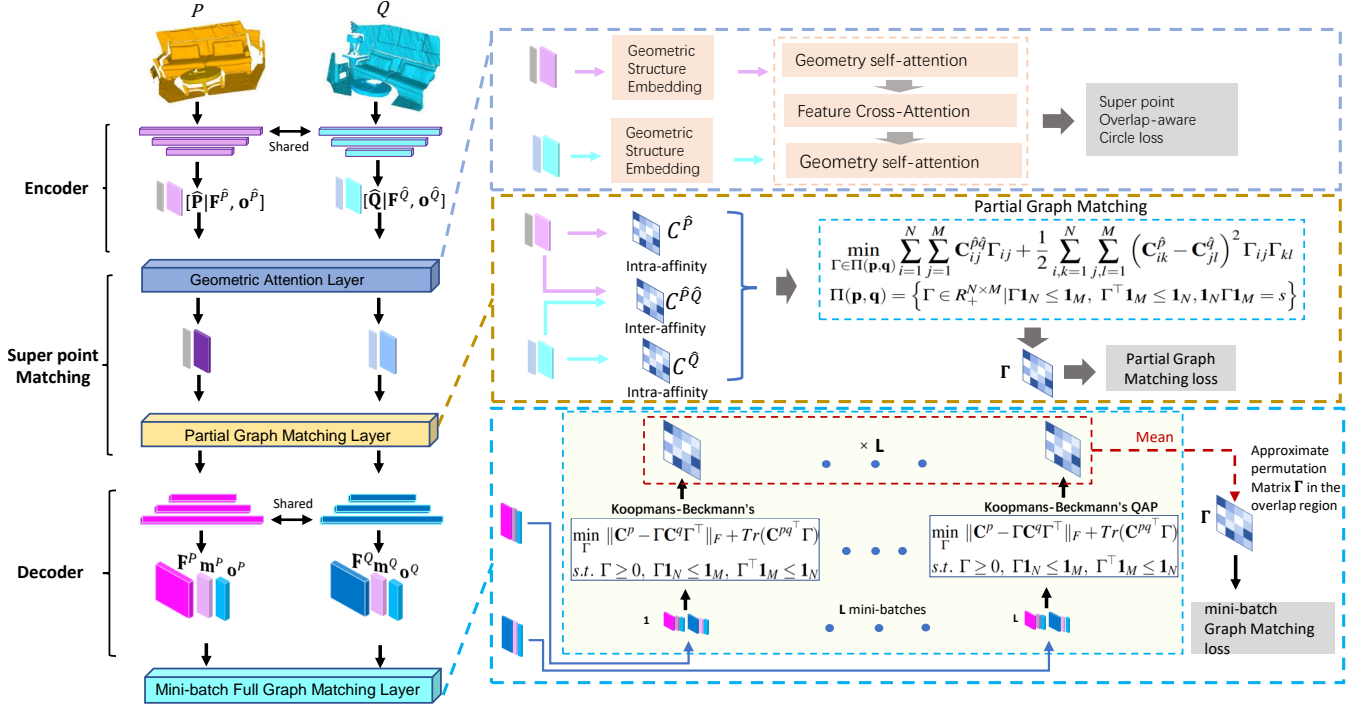 P
Q
Shared
Encoder
[P̂|F^P̂, o^P̂]
[Q̂|F^Q̂, o^Q̂]
Geometric Attention Layer
Super point
Matching
Partial Graph Matching Layer
Shared
Decoder
F^P m^P o^P
F^Q m^Q o^Q
Mini-batch Full Graph Matching Layer
Geometric
Structure
Embedding
Geometric
Structure
Embedding
Geometry self-attention
Feature Cross-Attention
Geometry self-attention
Super point
Overlap-aware
Circle loss
C^P̂
Intra-affinity
C^P̂Q̂
Inter-affinity
C^Q̂
Intra-affinity
Partial Graph Matching
min_{Γ∈Π(p,q)} ∑_{i=1}^{N} ∑_{j=1}^{M} C_{ij}^{p̂q̂} Γ_{ij} + 1/2 ∑_{i,k=1}^{N} ∑_{j,l=1}^{M} (C_{ik}^{p̂} − C_{jl}^{q̂})^2 Γ_{ij}Γ_{kl}
Π(p,q) = {Γ ∈ R_+^{N×M} | Γ1_N ≤ 1_M, Γ^⊤1_M ≤ 1_N, 1_NΓ1_M = s}
Γ
Partial Graph
Matching loss
× L
Mean
Koopmans-Beckmann's
min_Γ ‖C^p − ΓC^qΓ^⊤‖_F + Tr(C^{pq⊤}Γ)
s.t. Γ ≥ 0, Γ1_N ≤ 1_M, Γ^⊤1_M ≤ 1_N
Koopmans-Beckmann's QAP
min_Γ ‖C^p − ΓC^qΓ^⊤‖_F + Tr(C^{pq⊤}Γ)
s.t. Γ ≥ 0, Γ1_N ≤ 1_M, Γ^⊤1_M ≤ 1_N
1
L mini-batches
L
Approximate
permutation
Matrix Γ in the
overlap region
Γ
mini-batch
Graph Matching
loss